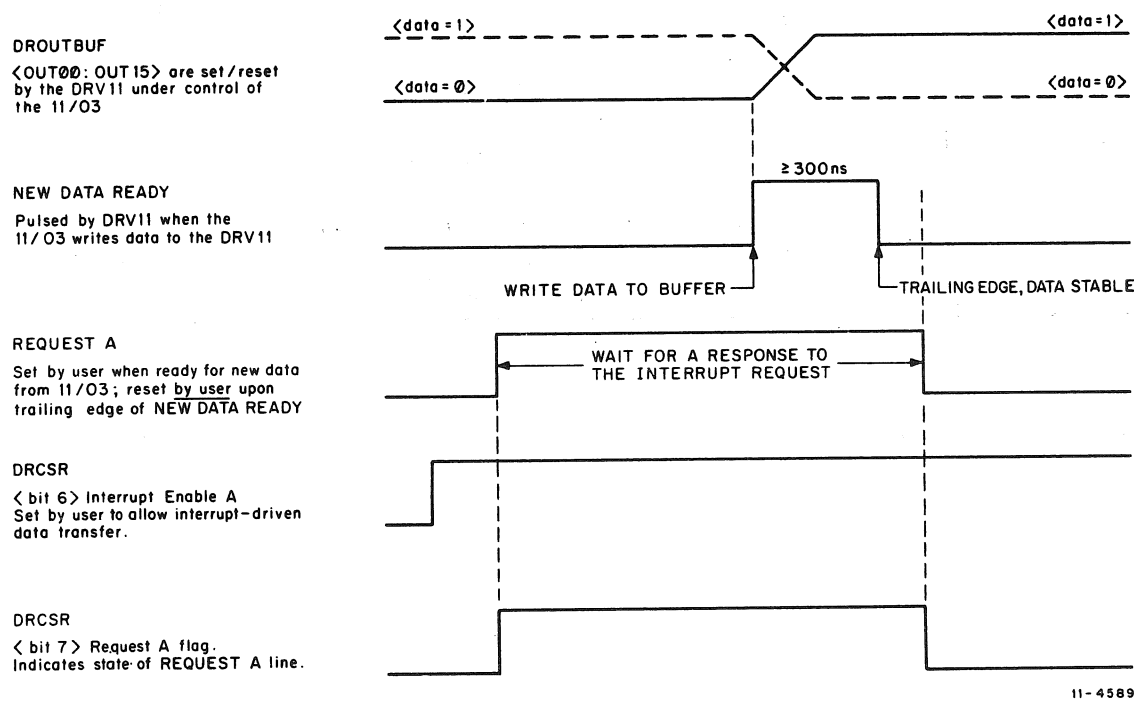 <data=1>
<data=1>
DROUTBUF
<OUT00: OUT15> are set/reset
by the DRV11 under control of
the 11/03
<data=0>
<data=0>
≥300ns
NEW DATA READY
Pulsed by DRV11 when the
11/03 writes data to the DRV11
WRITE DATA TO BUFFER
TRAILING EDGE, DATA STABLE
REQUEST A
Set by user when ready for new data
from 11/03; reset by user upon
trailing edge of NEW DATA READY
WAIT FOR A RESPONSE TO
THE INTERRUPT REQUEST
DRCSR
<bit 6> Interrupt Enable A
Set by user to allow interrupt-driven
data transfer.
DRCSR
<bit 7> Request A flag.
Indicates state of REQUEST A line.
11-4589